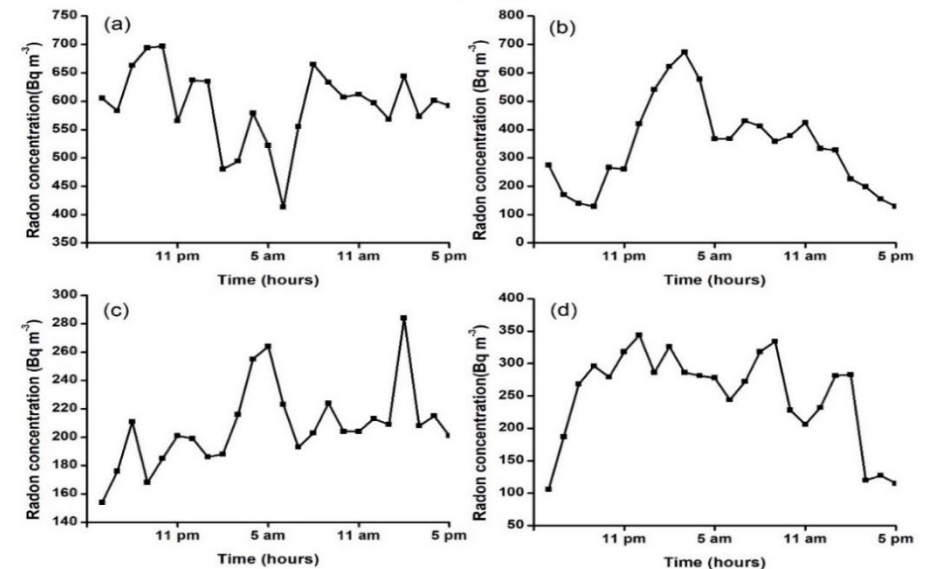 (a)
Radon concentration(Bq m⁻³)
750
700
650
600
550
500
450
400
350
11 pm
5 am
11 am
5 pm
Time (hours)
(b)
Radon concentration (Bq m⁻³)
800
700
600
500
400
300
200
100
0
11 pm
5 am
11 am
5 pm
Time (hours)
(c)
Radon concentration (Bq m⁻³)
300
280
260
240
220
200
180
160
140
11 pm
5 am
11 am
5 pm
Time (hours)
(d)
Radon concentration(Bq m⁻³)
400
350
300
250
200
150
100
50
11 pm
5 am
11 am
5 pm
Time (hours)